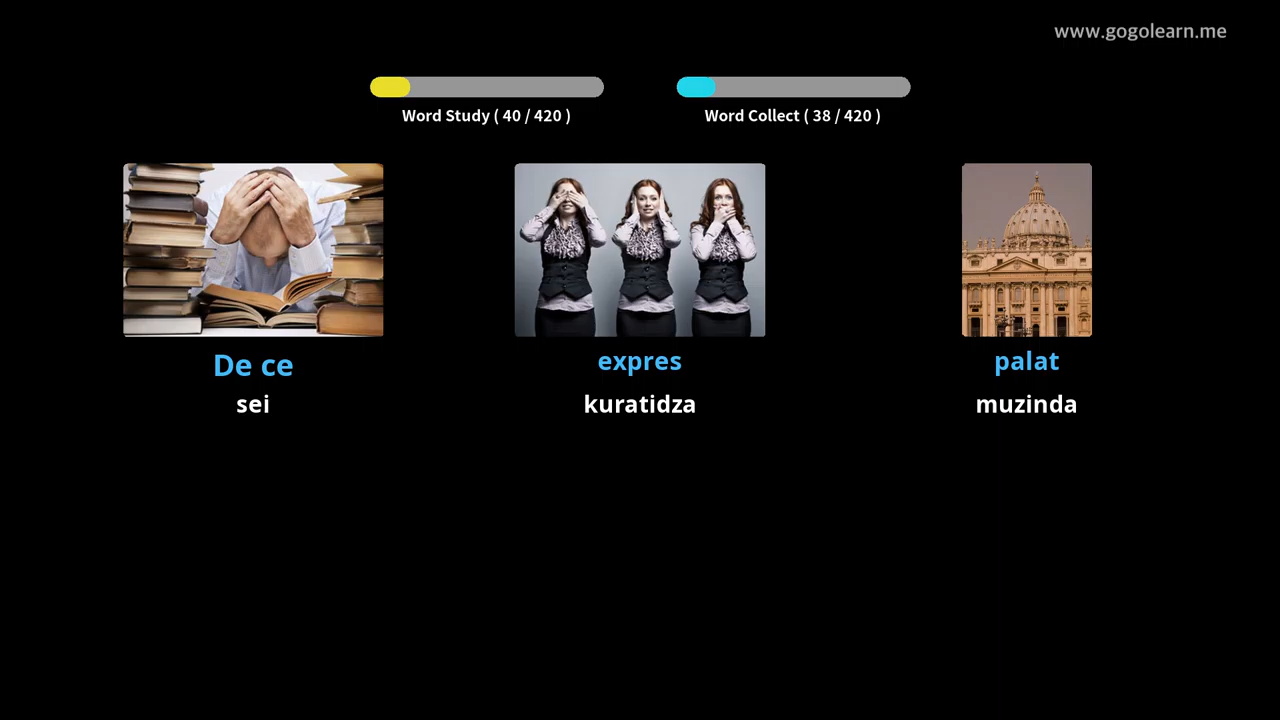 www.gogolearn.me
Word Study ( 40 / 420 )
Word Collect ( 38 / 420 )
De ce
sei
expres
kuratidza
palat
muzinda